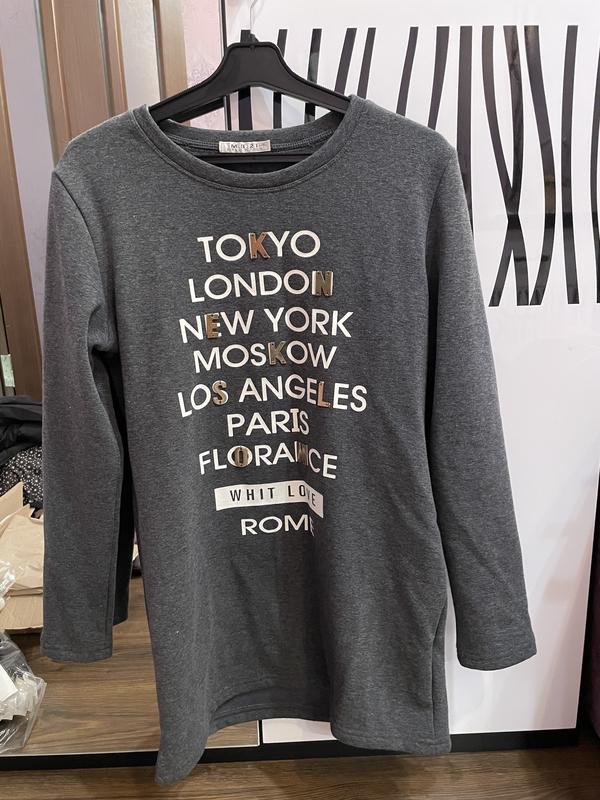 TOKYO
LONDON
NEW YORK
MOSKOW
LOS ANGELES
PARIS
FLORANCE
WHIT LOVE
ROME